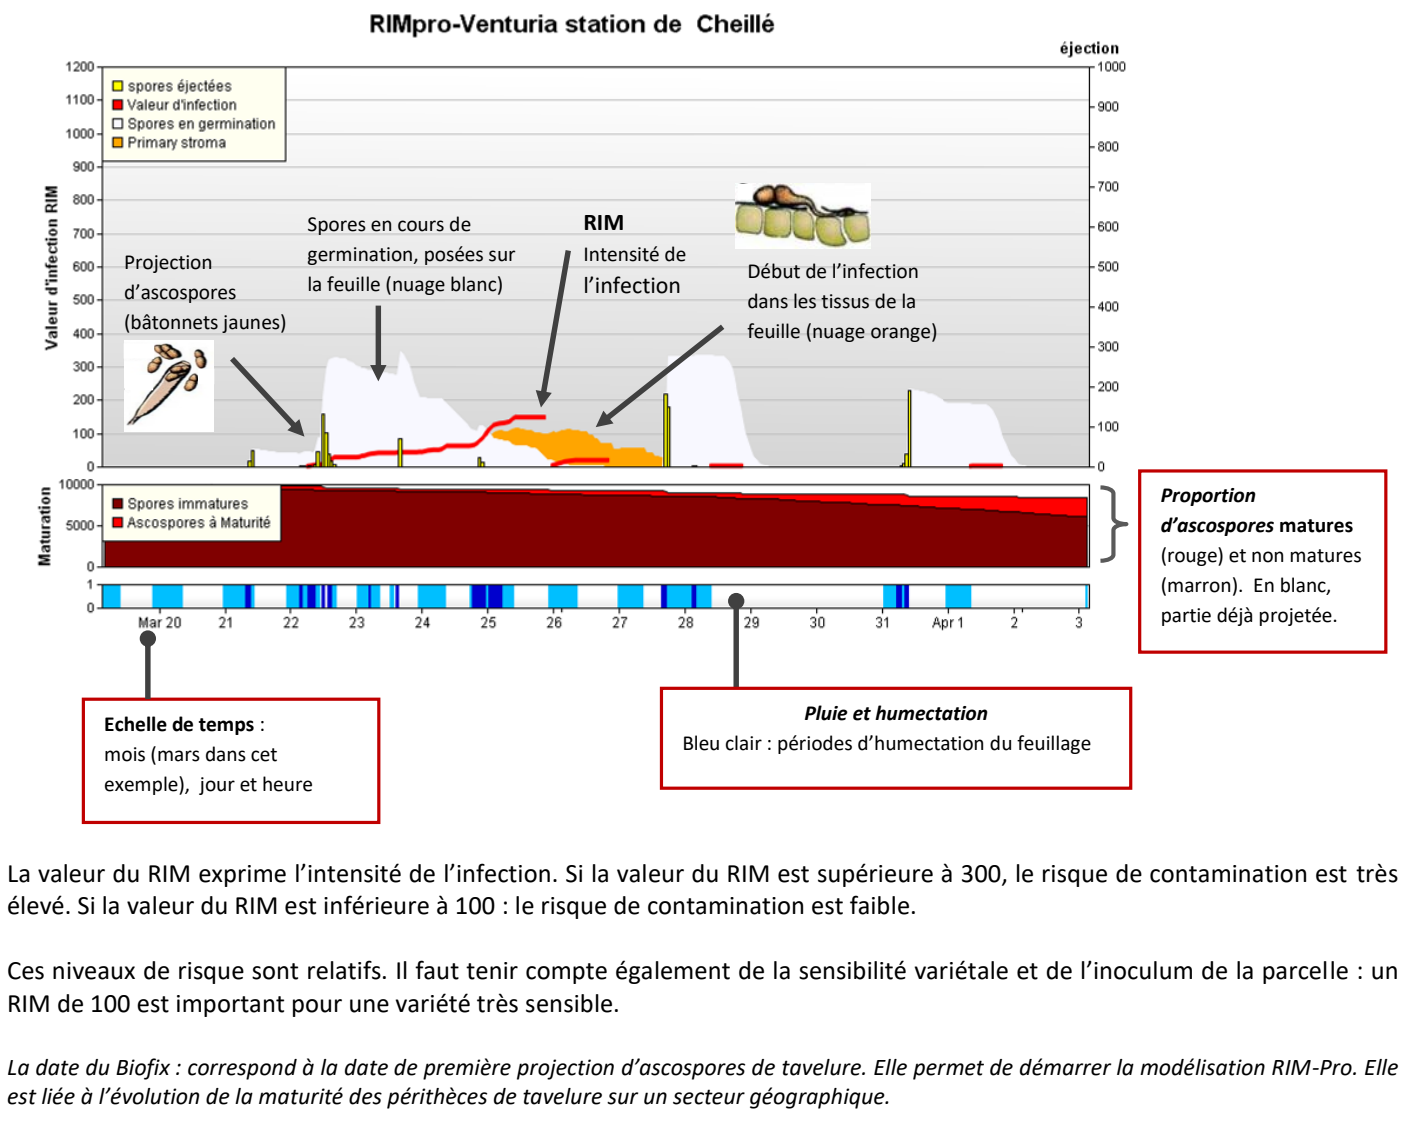 RIMpro-Venturia station de Cheillé
éjection
1200
1100
1000
900
800
700
600
500
400
300
200
100
0
Valeur d'infection RIM
1000
900
800
700
600
500
400
300
200
100
0
spores éjectées
Valeur d'infection
Spores en germination
Primary stroma
Projection
d'ascospores
(bâtonnets jaunes)
Spores en cours de
germination, posées sur
la feuille (nuage blanc)
RIM
Intensité de
l'infection
Début de l'infection
dans les tissus de la
feuille (nuage orange)
Maturation
10000
5000
0
Spores immatures
Ascospores à Maturité
1
0
Mar 20 21 22 23 24 25 26 27 28 29 30 31 Apr 1 2 3
Proportion
d'ascospores matures
(rouge) et non matures
(marron). En blanc,
partie déjà projetée.
Echelle de temps :
mois (mars dans cet
exemple), jour et heure
Pluie et humectation
Bleu clair : périodes d'humectation du feuillage
La valeur du RIM exprime l'intensité de l'infection. Si la valeur du RIM est supérieure à 300, le risque de contamination est très
élevé. Si la valeur du RIM est inférieure à 100 : le risque de contamination est faible.
Ces niveaux de risque sont relatifs. Il faut tenir compte également de la sensibilité variétale et de l'inoculum de la parcelle : un
RIM de 100 est important pour une variété très sensible.
La date du Biofix : correspond à la date de première projection d'ascospores de tavelure. Elle permet de démarrer la modélisation RIM-Pro. Elle
est liée à l'évolution de la maturité des périthèces de tavelure sur un secteur géographique.